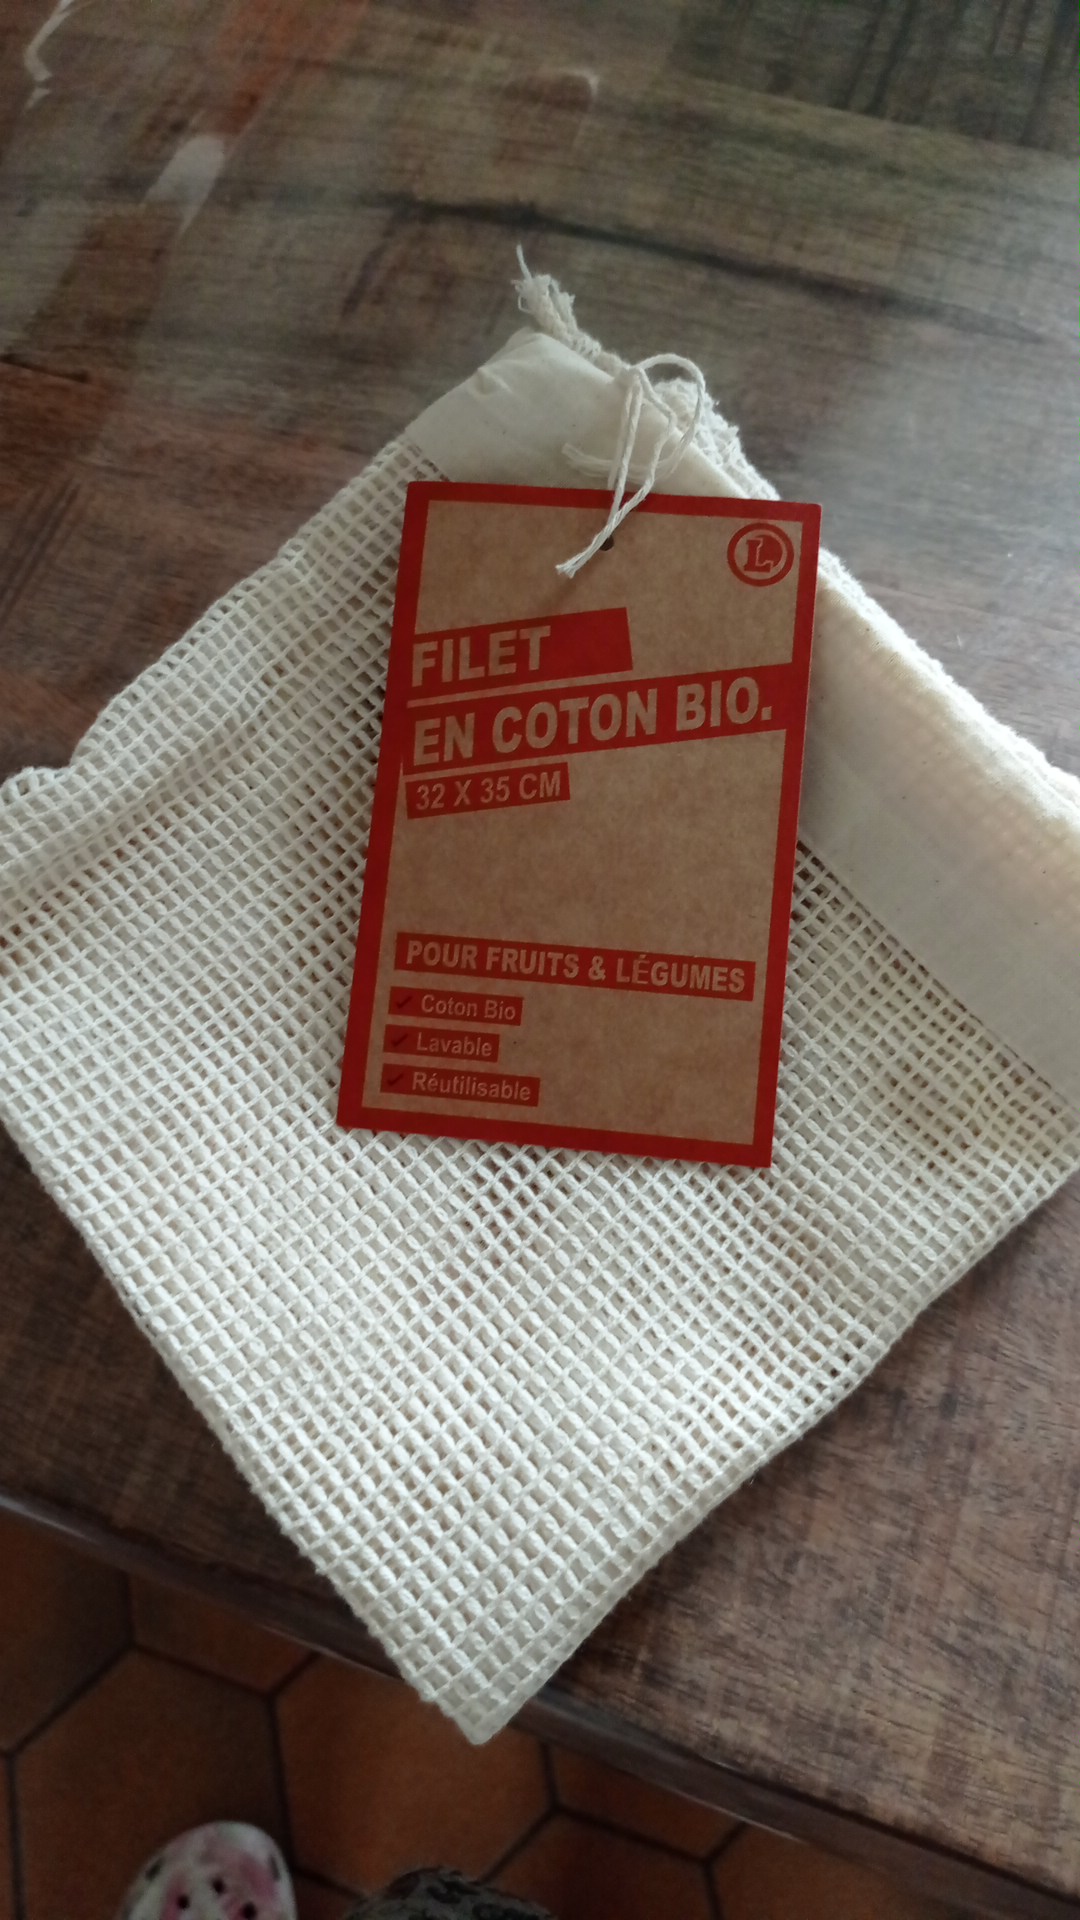 L
FILET
EN COTON BIO.
32 X 35 CM
POUR FRUITS & LÉGUMES
✓ Coton Bio
✓ Lavable
✓ Réutilisable